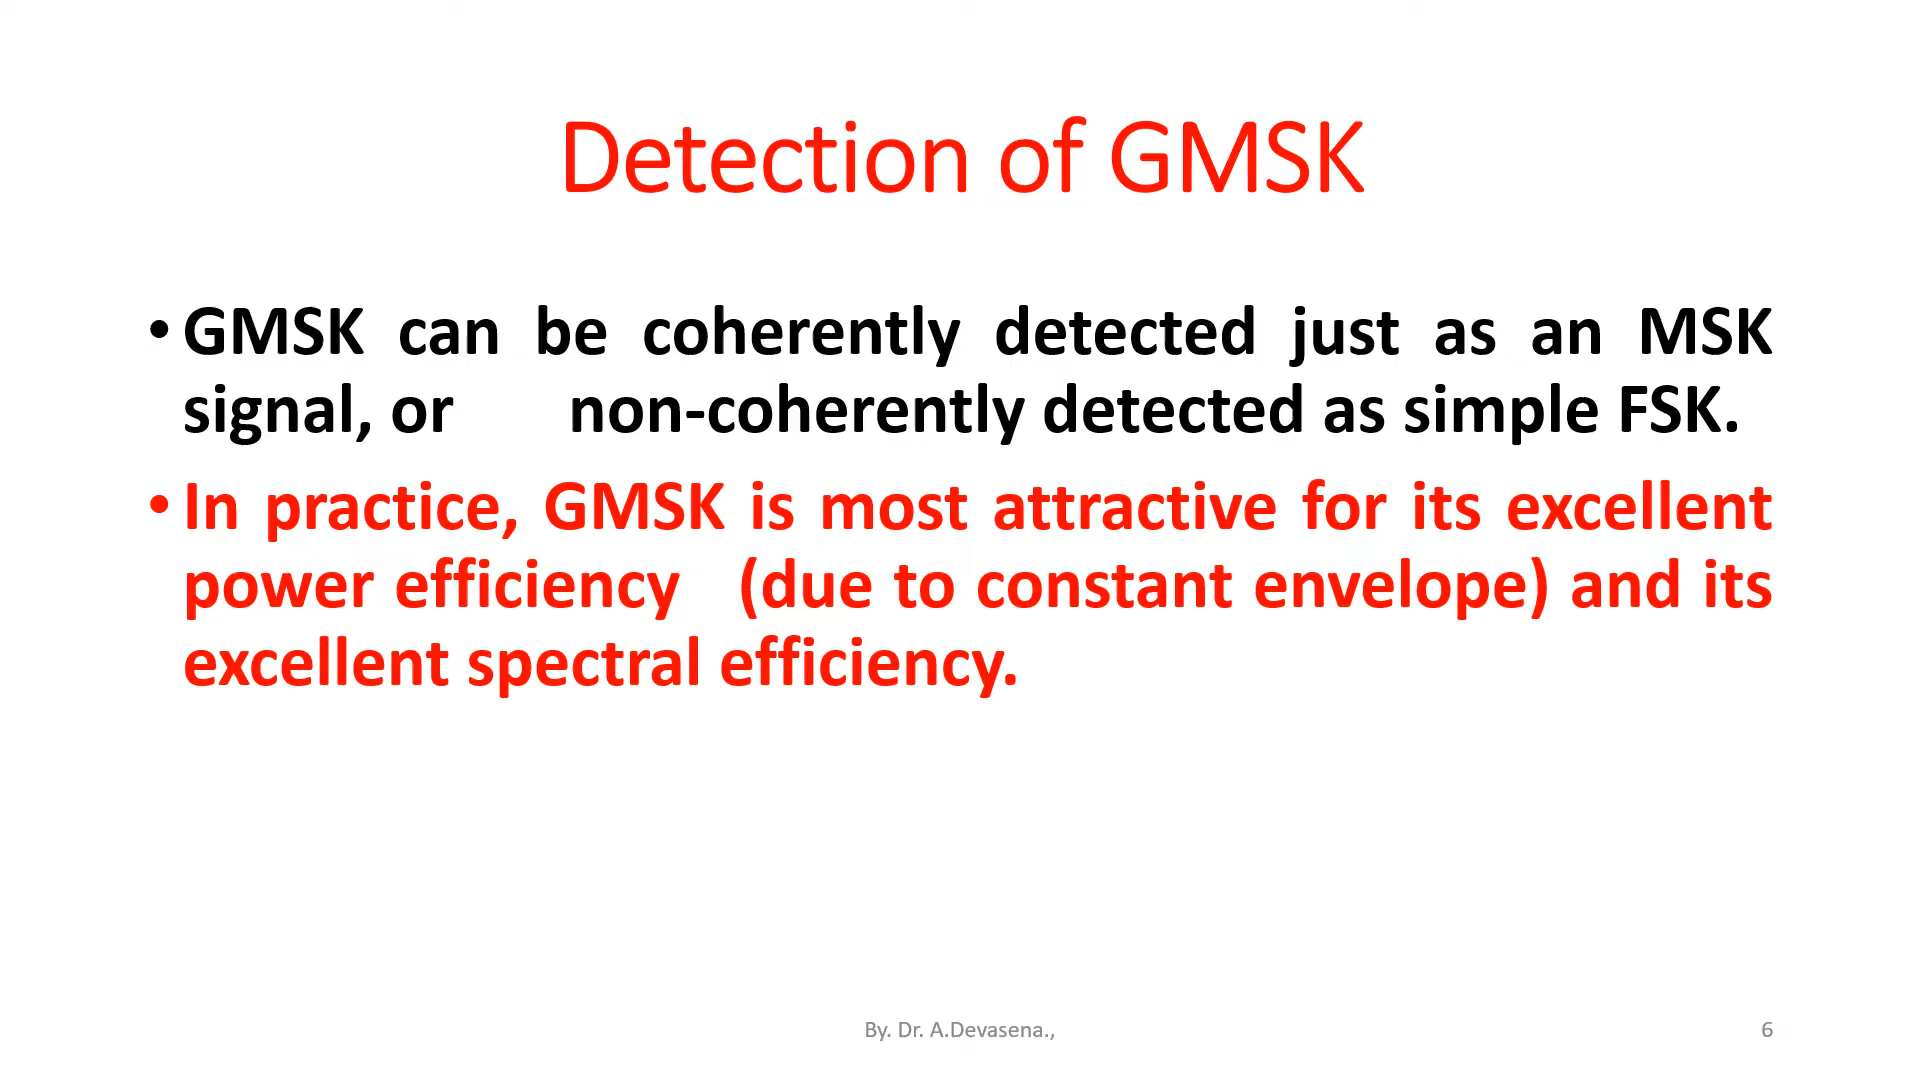 Detection of GMSK
• GMSK can be coherently detected just as an MSK
signal, or non-coherently detected as simple FSK.
• In practice, GMSK is most attractive for its excellent
power efficiency (due to constant envelope) and its
excellent spectral efficiency.
By. Dr. A.Devasena.,
6